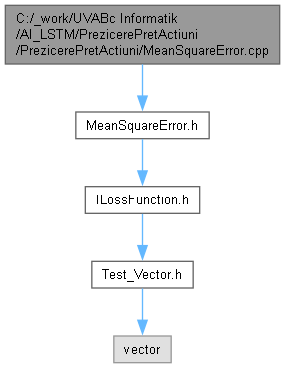 C:/_work/UVABc Informatik
/AI_LSTM/PrezicerePretActiuni
/PrezicerePretActiuni/MeanSquareError.cpp
MeanSquareError.h
ILossFunction.h
Test_Vector.h
vector